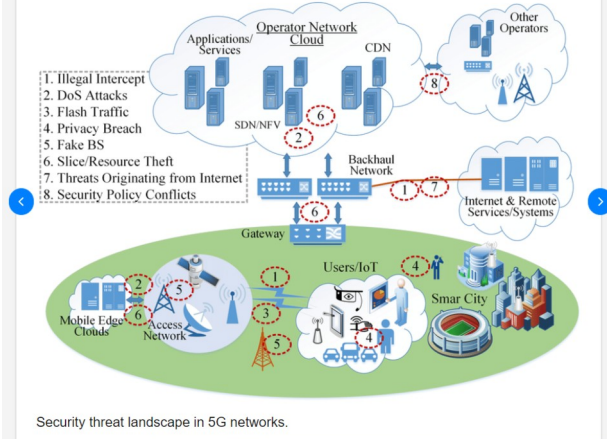 Operator Network
Cloud
Applications/
Services
CDN
Other
Operators
1. Illegal Intercept
2. DoS Attacks
3. Flash Traffic
4. Privacy Breach
5. Fake BS
6. Slice/Resource Theft
7. Threats Originating from Internet
8. Security Policy Conflicts
8
6
SDN/NFV
2
Backhaul
Network
1
7
Internet & Remote
Services/Systems
6
Gateway
2
5
6
Mobile Edge
Clouds
Access
Network
1
3
5
Users/IoT
4
4
Smar City
Security threat landscape in 5G networks.